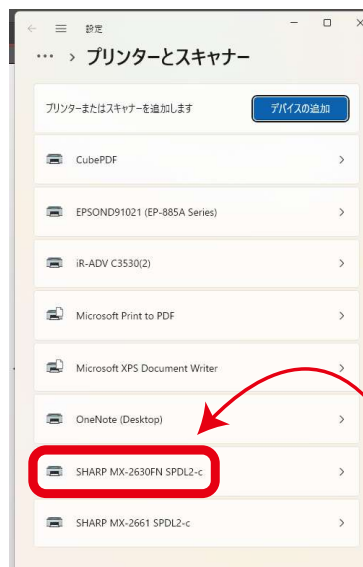 設定
プリンターとスキャナー
プリンターまたはスキャナーを追加します デバイスの追加
CubePDF
EPSOND91021 (EP-885A Series)
iR-ADV C3530(2)
Microsoft Print to PDF
Microsoft XPS Document Writer
OneNote (Desktop)
SHARP MX-2630FN SPDL2-c
SHARP MX-2661 SPDL2-c